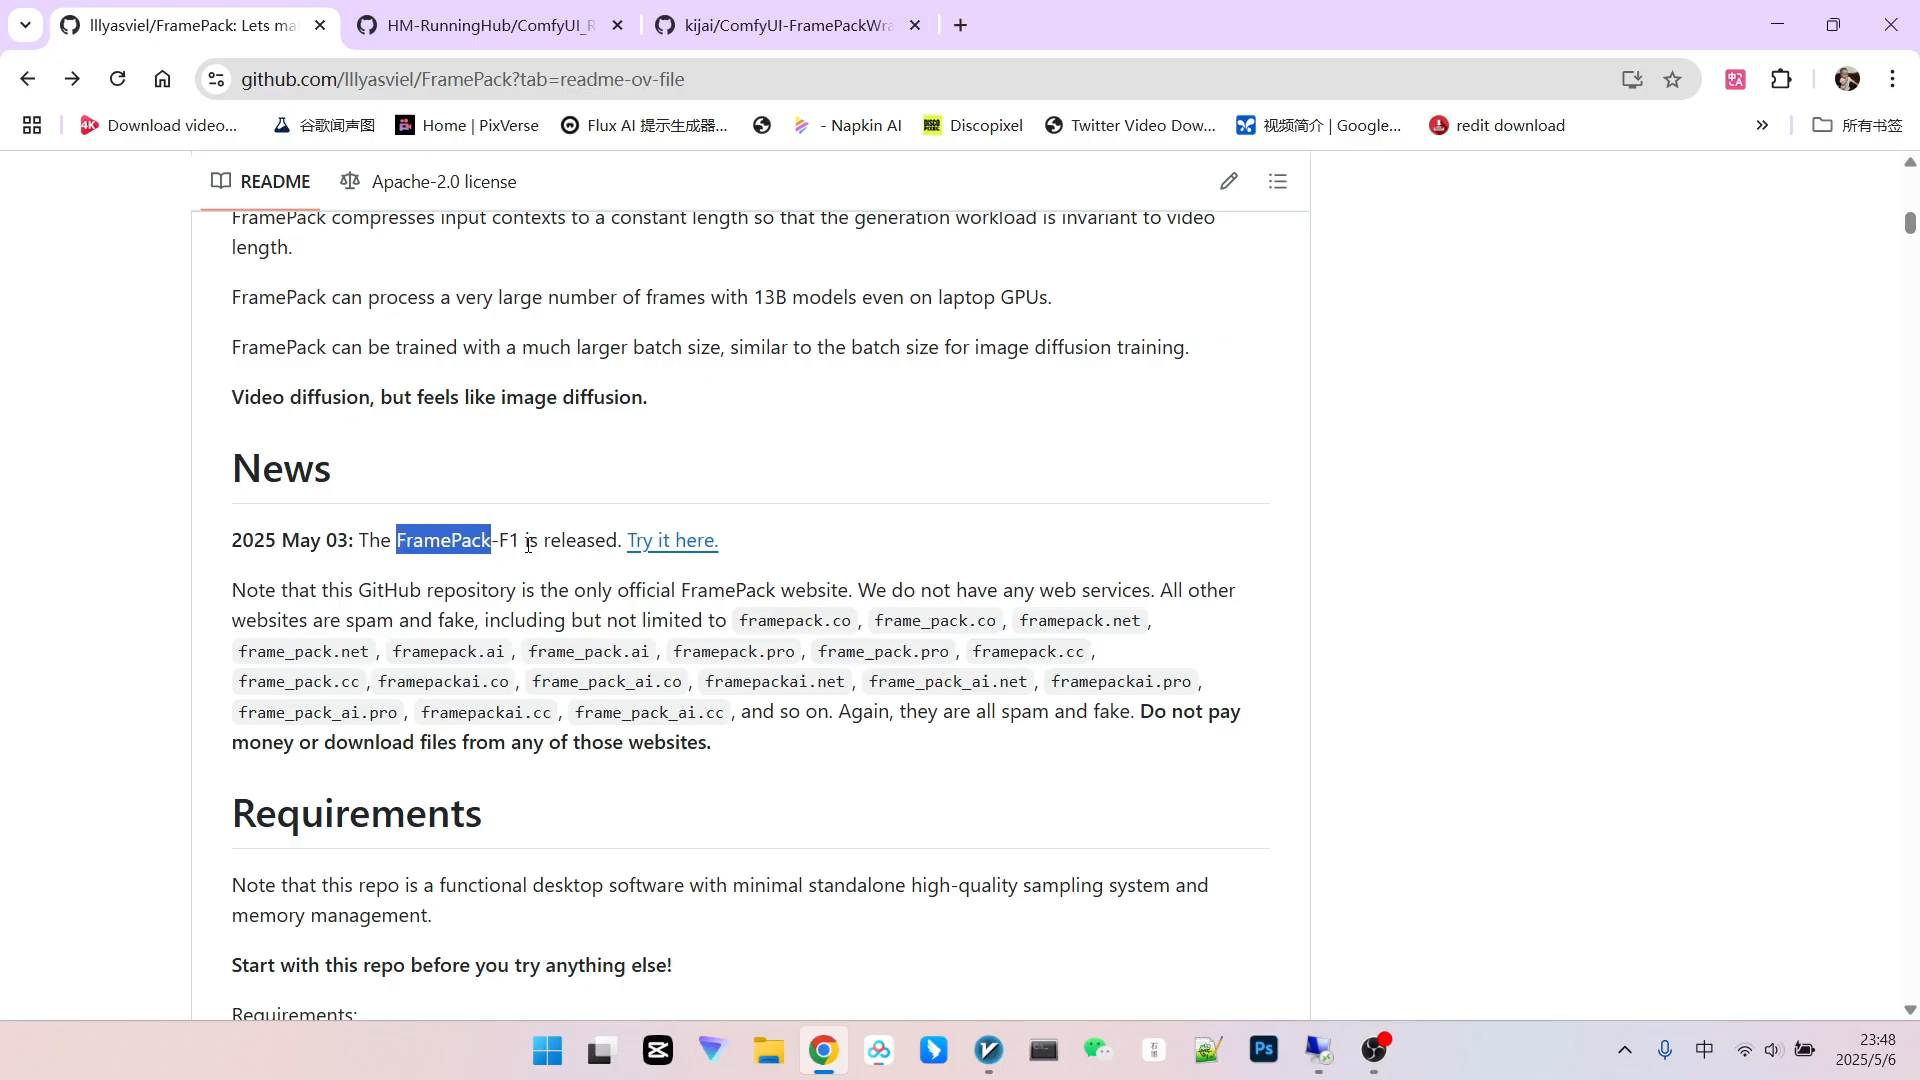 lllyasviel/FramePack: Lets ma
HM-RunningHub/ComfyUI_R
kijai/ComfyUI-FramePackWra
github.com/lllyasviel/FramePack?tab=readme-ov-file
Download video...
谷歌闻声图
Home | PixVerse
Flux AI 提示生成器...
- Napkin AI
Discopixel
Twitter Video Dow...
视频简介 | Google...
redit download
所有书签
README
Apache-2.0 license
FramePack compresses input contexts to a constant length so that the generation workload is invariant to video
length.
FramePack can process a very large number of frames with 13B models even on laptop GPUs.
FramePack can be trained with a much larger batch size, similar to the batch size for image diffusion training.
Video diffusion, but feels like image diffusion.
News
2025 May 03: The FramePack-F1 is released. Try it here.
Note that this GitHub repository is the only official FramePack website. We do not have any web services. All other
websites are spam and fake, including but not limited to framepack.co, frame_pack.co, framepack.net,
frame_pack.net, framepack.ai, frame_pack.ai, framepack.pro, frame_pack.pro, framepack.cc,
frame_pack.cc, framepackai.co, frame_pack_ai.co, framepackai.net, frame_pack_ai.net, framepackai.pro,
frame_pack_ai.pro, framepackai.cc, frame_pack_ai.cc, and so on. Again, they are all spam and fake. Do not pay
money or download files from any of those websites.
Requirements
Note that this repo is a functional desktop software with minimal standalone high-quality sampling system and
memory management.
Start with this repo before you try anything else!
Requirements:
Ps
中
23:48
2025/5/6